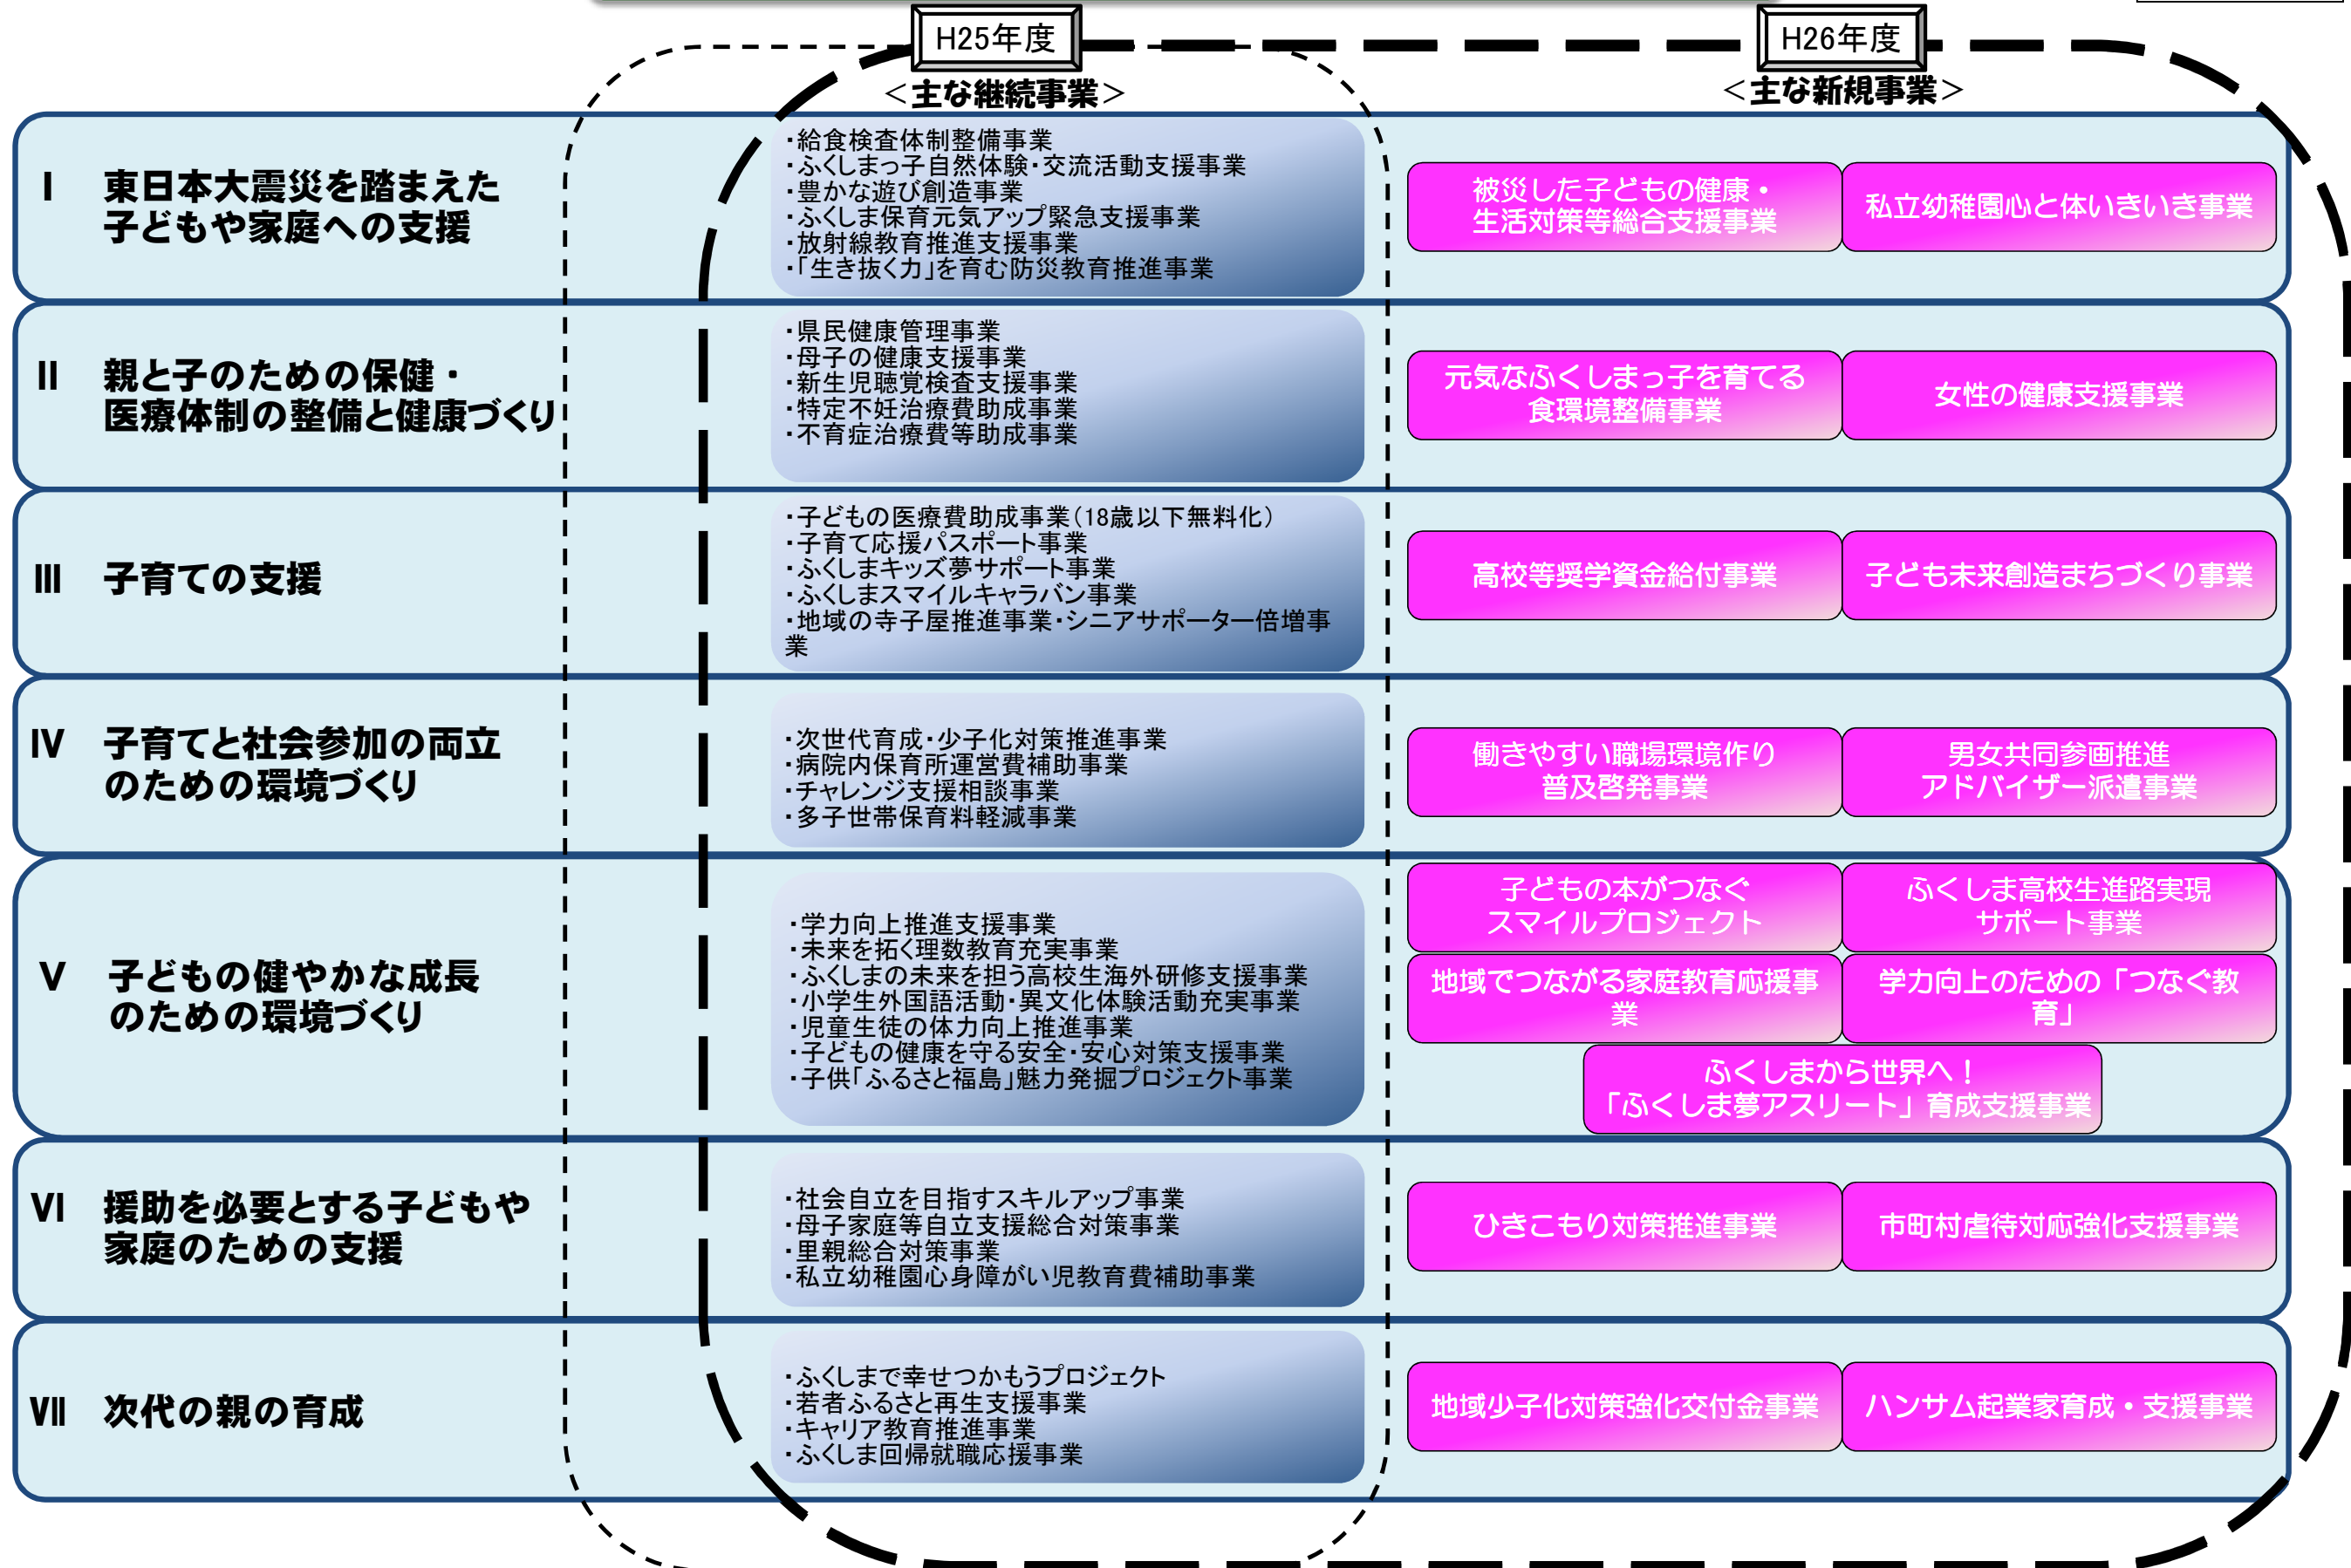 H25年度
H26年度
＜主な継続事業＞
＜主な新規事業＞
Ⅰ 東日本大震災を踏まえた
子どもや家庭への支援
・給食検査体制整備事業
・ふくしまっ子自然体験・交流活動支援事業
・豊かな遊び創造事業
・ふくしま保育元気アップ緊急支援事業
・放射線教育推進支援事業
・「生き抜く力」を育む防災教育推進事業
被災した子どもの健康・
生活対策等総合支援事業
私立幼稚園心と体いきいき事業
Ⅱ 親と子のための保健・
医療体制の整備と健康づくり
・県民健康管理事業
・母子の健康支援事業
・新生児聴覚検査支援事業
・特定不妊治療費助成事業
・不育症治療費等助成事業
元気なふくしまっ子を育てる
食環境整備事業
女性の健康支援事業
Ⅲ 子育ての支援
・子どもの医療費助成事業（18歳以下無料化）
・子育て応援パスポート事業
・ふくしまキッズ夢サポート事業
・ふくしまスマイルキャラバン事業
・地域の寺子屋推進事業・シニアサポーター倍増事
業
高校等奨学資金給付事業
子ども未来創造まちづくり事業
Ⅳ 子育てと社会参加の両立
のための環境づくり
・次世代育成・少子化対策推進事業
・病院内保育所運営費補助事業
・チャレンジ支援相談事業
・多子世帯保育料軽減事業
働きやすい職場環境作り
普及啓発事業
男女共同参画推進
アドバイザー派遣事業
Ⅴ 子どもの健やかな成長
のための環境づくり
・学力向上推進支援事業
・未来を拓く理数教育充実事業
・ふくしまの未来を担う高校生海外研修支援事業
・小学生外国語活動・異文化体験活動充実事業
・児童生徒の体力向上推進事業
・子どもの健康を守る安全・安心対策支援事業
・子供「ふるさと福島」魅力発掘プロジェクト事業
子どもの本がつなぐ
スマイルプロジェクト
ふくしま高校生進路実現
サポート事業
地域でつながる家庭教育応援事
業
学力向上のための「つなぐ教
育」
ふくしまから世界へ！
「ふくしま夢アスリート」育成支援事業
Ⅵ 援助を必要とする子どもや
家庭のための支援
・社会自立を目指すスキルアップ事業
・母子家庭等自立支援総合対策事業
・里親総合対策事業
・私立幼稚園心身障がい児教育費補助事業
ひきこもり対策推進事業
市町村虐待対応強化支援事業
Ⅶ 次代の親の育成
・ふくしまで幸せつかもうプロジェクト
・若者ふるさと再生支援事業
・キャリア教育推進事業
・ふくしま回帰就職応援事業
地域少子化対策強化交付金事業
ハンサム起業家育成・支援事業